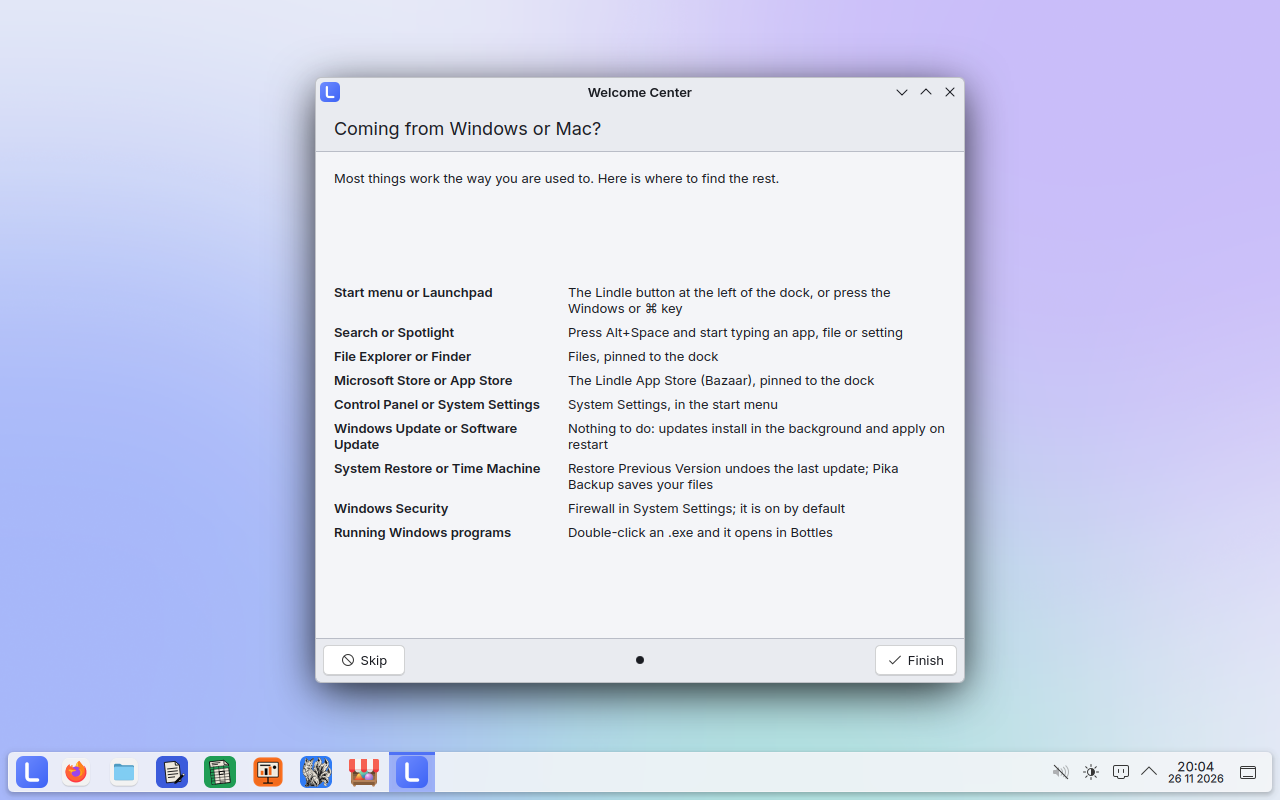 Welcome Center
Coming from Windows or Mac?
Most things work the way you are used to. Here is where to find the rest.
Start menu or Launchpad
The Lindle button at the left of the dock, or press the
Windows or ⌘ key
Search or Spotlight
Press Alt+Space and start typing an app, file or setting
File Explorer or Finder
Files, pinned to the dock
Microsoft Store or App Store
The Lindle App Store (Bazaar), pinned to the dock
Control Panel or System Settings
System Settings, in the start menu
Windows Update or Software
Update
Nothing to do: updates install in the background and apply on
restart
System Restore or Time Machine
Restore Previous Version undoes the last update; Pika
Backup saves your files
Windows Security
Firewall in System Settings; it is on by default
Running Windows programs
Double-click an .exe and it opens in Bottles
Skip
Finish
20:04
26 11 2026